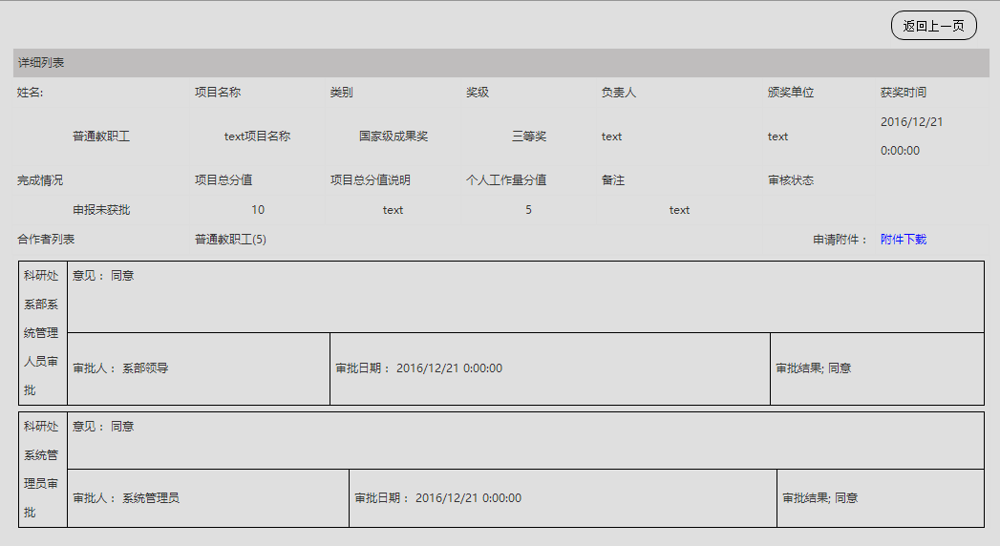 返回上一页
详细列表
姓名: 项目名称 类别 奖级 负责人 颁奖单位 获奖时间
普通教职工 text项目名称 国家级成果奖 三等奖 text text 2016/12/21
0:00:00
完成情况 项目总分值 项目总分值说明 个人工作量分值 备注 审核状态
申报未获批 10 text 5 text
合作者列表 普通教职工(5) 申请附件： 附件下载
科研处
系部系
统管理
人员审
批
意见： 同意
审批人： 系部领导 审批日期： 2016/12/21 0:00:00 审批结果; 同意
科研处
系统管
理员审
批
意见： 同意
审批人： 系统管理员 审批日期： 2016/12/21 0:00:00 审批结果; 同意